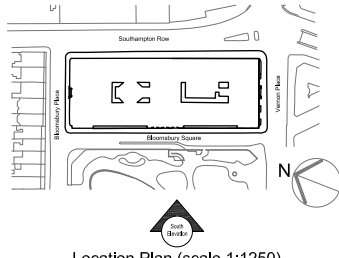 Southampton Row
Bloomsbury Place
Vernon Place
Bloomsbury Square
N
South
Elevation
Location Plan (scale 1:1250)